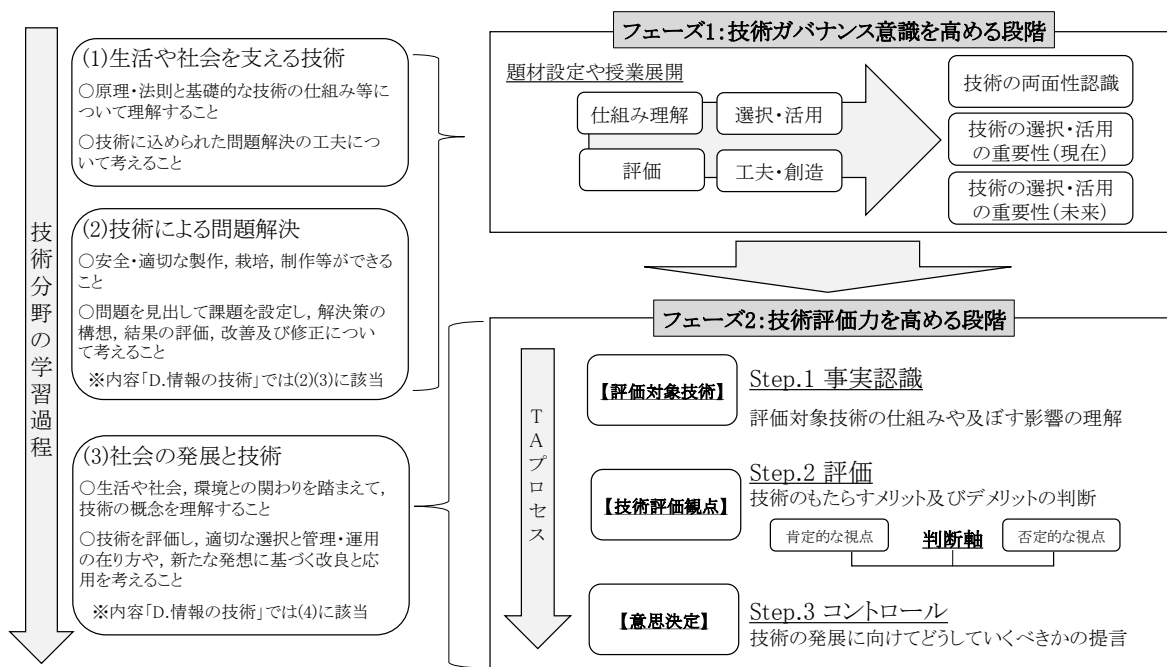 技術分野の学習過程
(1)生活や社会を支える技術
○原理・法則と基礎的な技術の仕組み等に
ついて理解すること
○技術に込められた問題解決の工夫につ
いて考えること
(2)技術による問題解決
○安全・適切な製作, 栽培, 制作等ができる
こと
○問題を見出して課題を設定し, 解決策の
構想, 結果の評価, 改善及び修正につい
て考えること
※内容「D.情報の技術」では(2)(3)に該当
(3)社会の発展と技術
○生活や社会, 環境との関わりを踏まえて,
技術の概念を理解すること
○技術を評価し, 適切な選択と管理・運用
の在り方や, 新たな発想に基づく改良と応
用を考えること
※内容「D.情報の技術」では(4)に該当
フェーズ1:技術ガバナンス意識を高める段階
題材設定や授業展開
仕組み理解
選択・活用
評価
工夫・創造
技術の両面性認識
技術の選択・活用
の重要性(現在)
技術の選択・活用
の重要性(未来)
フェーズ2:技術評価力を高める段階
TAプロセス
【評価対象技術】
Step.1 事実認識
評価対象技術の仕組みや及ぼす影響の理解
【技術評価観点】
Step.2 評価
技術のもたらすメリット及びデメリットの判断
肯定的な視点
判断軸
否定的な視点
【意思決定】
Step.3 コントロール
技術の発展に向けてどうしていくべきかの提言